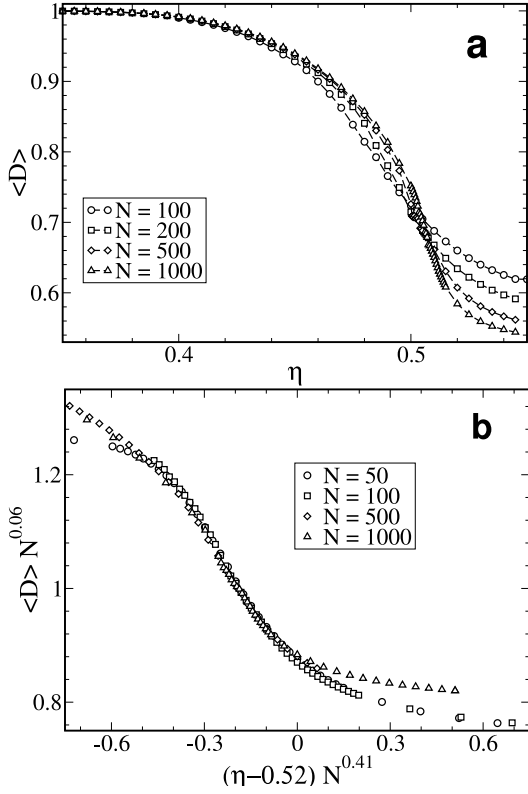 a
1
0.9
0.8
0.7
0.6
<D>
N = 100
N = 200
N = 500
N = 1000
0.4
0.5
η
b
1.2
1
0.8
<D> N^0.06
N = 50
N = 100
N = 500
N = 1000
-0.6
-0.3
0
0.3
0.6
(η−0.52) N^0.41